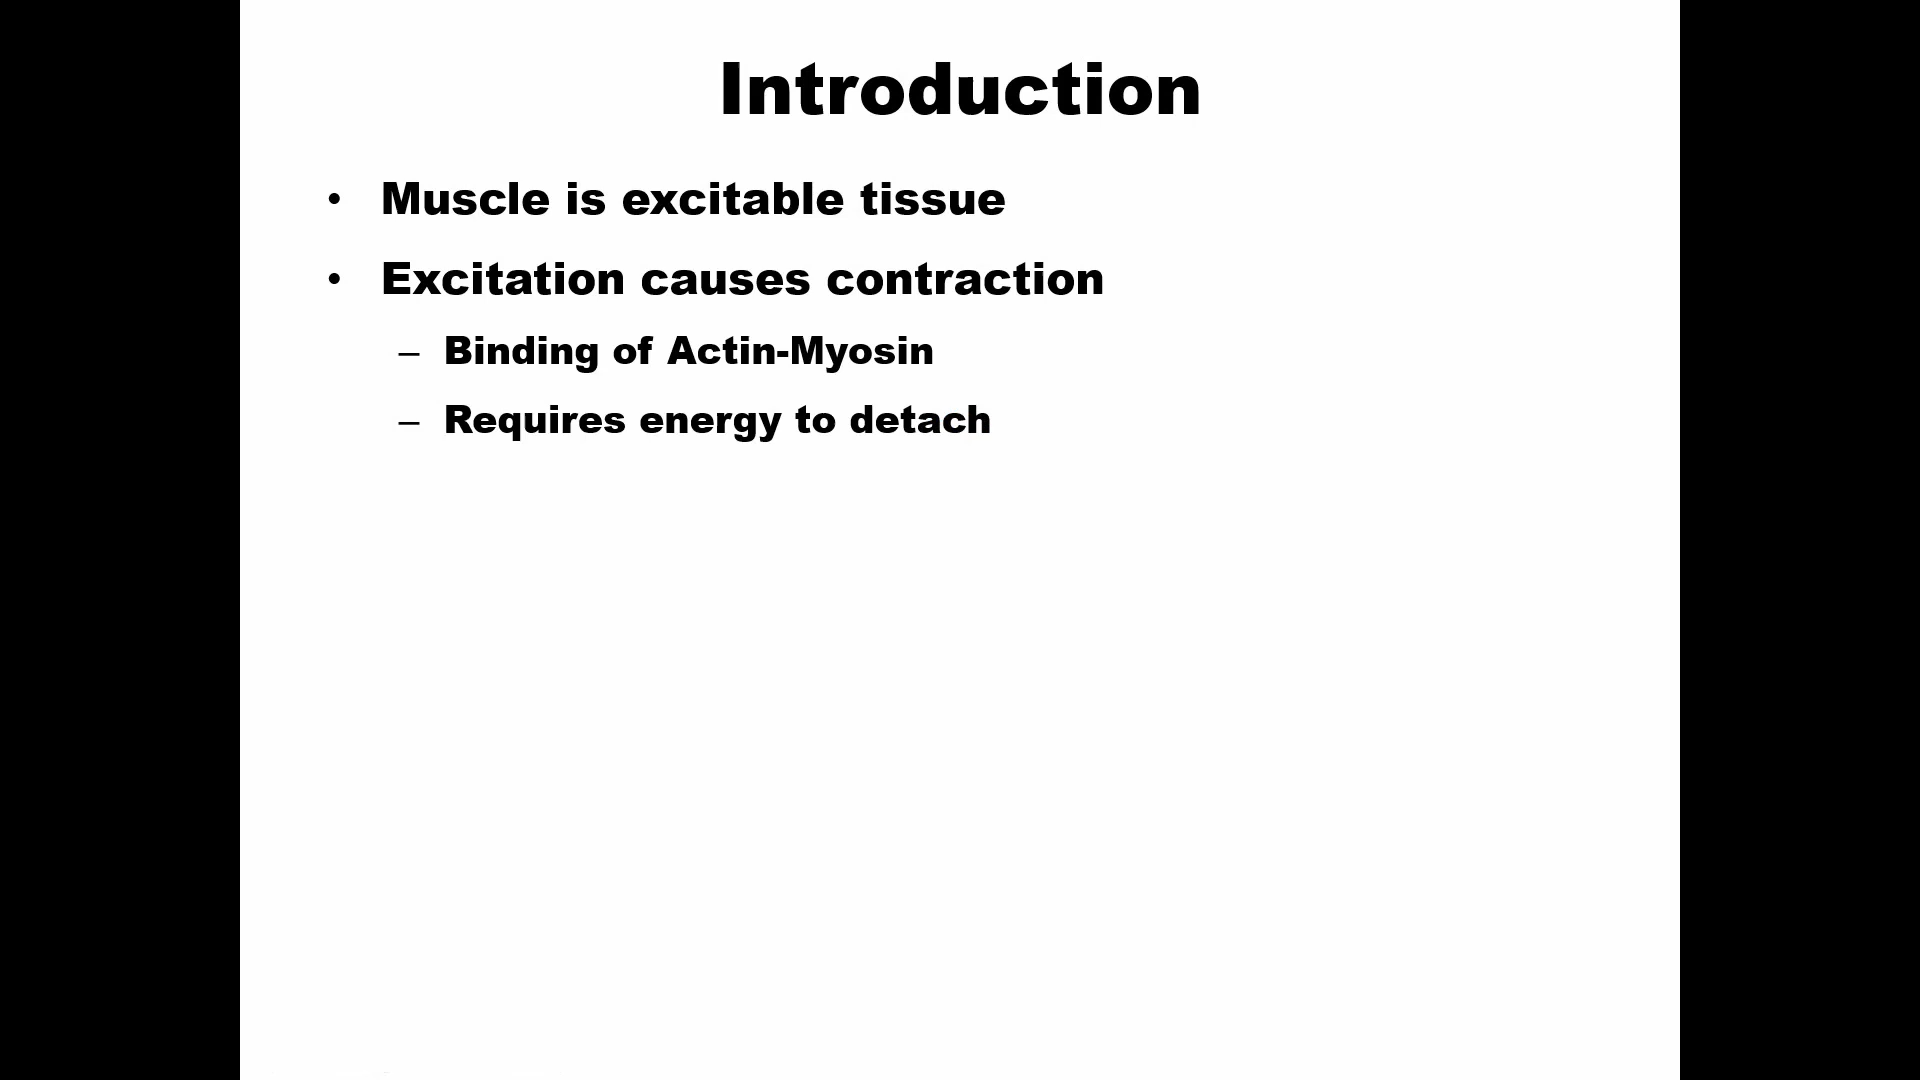 Introduction
• Muscle is excitable tissue
• Excitation causes contraction
– Binding of Actin-Myosin
– Requires energy to detach